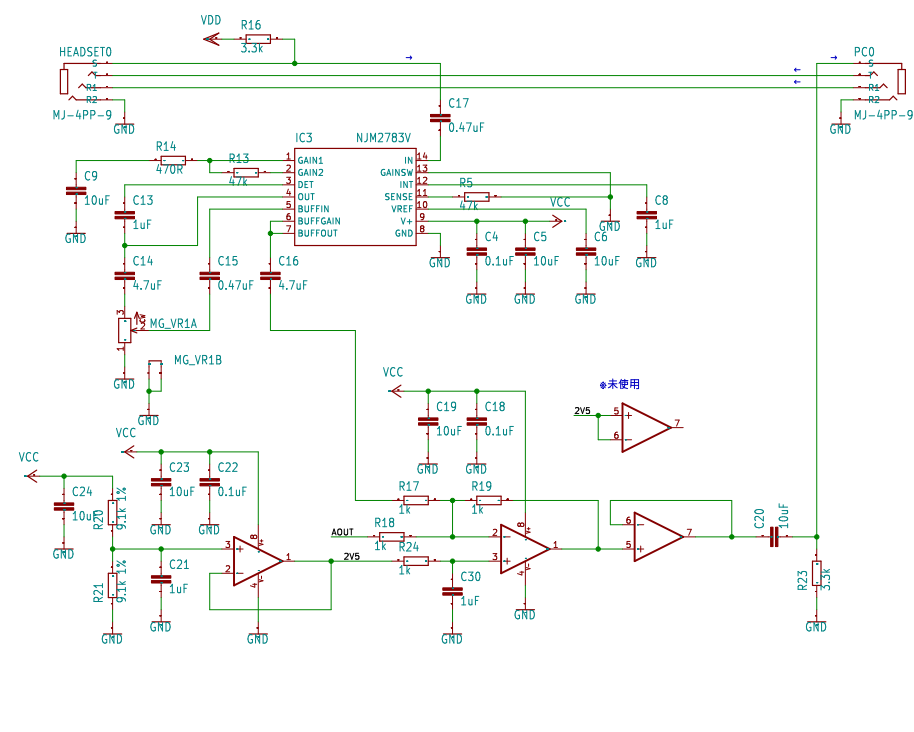 VDD
R16
3.3k
HEADSET0
S
T
R1
R2
MJ-4PP-9
GND
→
←
←
→
PC0
S
T
R1
R2
MJ-4PP-9
GND
C17
0.47uF
IC3
NJM2783V
1 GAIN1
2 GAIN2
3 DET
4 OUT
5 BUFFIN
6 BUFFGAIN
7 BUFFOUT
IN 14
GAINSW 13
INT 12
SENSE 11
VREF 10
V+ 9
GND 8
R14
470R
R13
47k
C9
10uF
GND
C13
1uF
C14
4.7uF
C15
0.47uF
C16
4.7uF
R5
47k
VCC
GND
C8
1uF
GND
GND
C4
0.1uF
GND
C5
10uF
GND
C6
10uF
GND
3
CW
2
1
MG_VR1A
GND
MG_VR1B
GND
VCC
C19
10uF
GND
C18
0.1uF
GND
※未使用
2V5
5
+
6
−
7
VCC
VCC
C24
10uF
GND
R20
9.1k 1%
R21
9.1k 1%
GND
C23
10uF
GND
C22
0.1uF
GND
C21
1uF
GND
3
+
2
−
8
V+
4
V-
1
GND
2V5
AOUT
R17
1k
R18
1k
R19
1k
R24
1k
C30
1uF
GND
2
−
3
+
8
V+
4
V-
1
GND
6
−
5
+
7
C20
10uF
R23
3.3k
GND